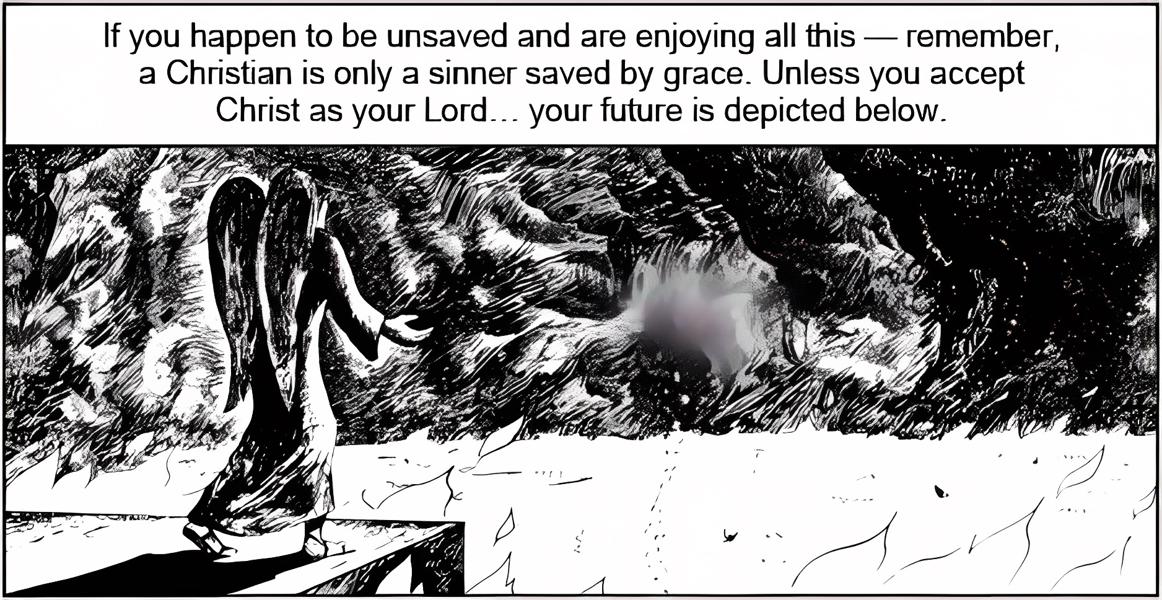 If you happen to be unsaved and are enjoying all this — remember,
a Christian is only a sinner saved by grace. Unless you accept
Christ as your Lord... your future is depicted below.